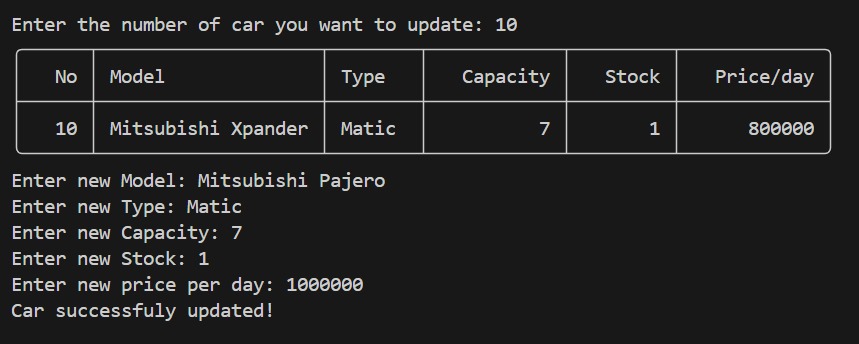 Enter the number of car you want to update: 10
No Model Type Capacity Stock Price/day
10 Mitsubishi Xpander Matic 7 1 800000
Enter new Model: Mitsubishi Pajero
Enter new Type: Matic
Enter new Capacity: 7
Enter new Stock: 1
Enter new price per day: 1000000
Car successfuly updated!